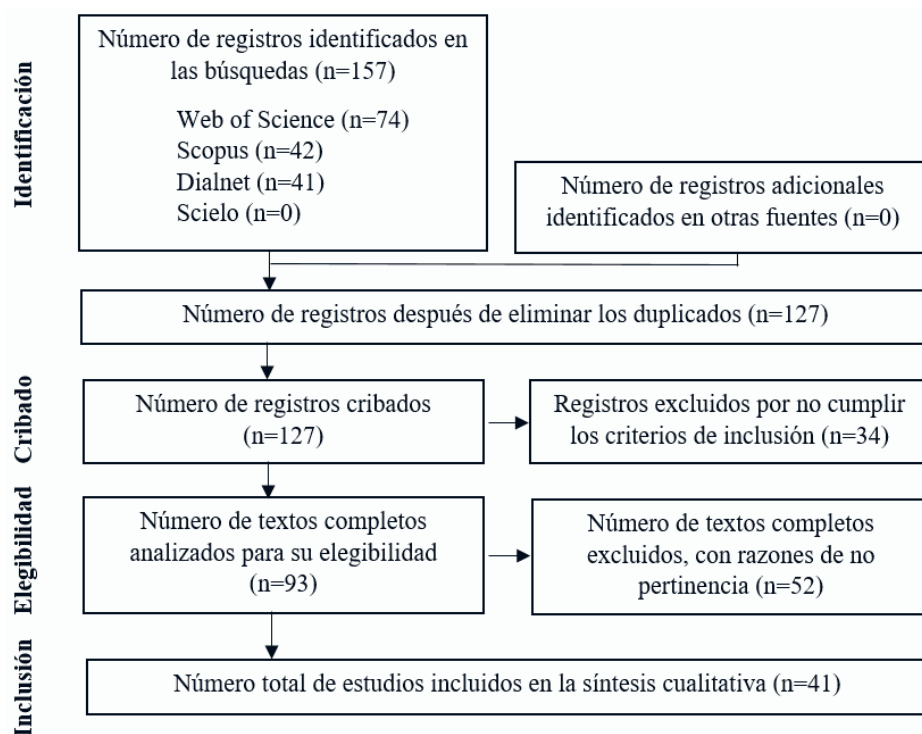 Identificación
Número de registros identificados en
las búsquedas (n=157)
Web of Science (n=74)
Scopus (n=42)
Dialnet (n=41)
Scielo (n=0)
Número de registros adicionales
identificados en otras fuentes (n=0)
Número de registros después de eliminar los duplicados (n=127)
Cribado
Número de registros cribados
(n=127)
Registros excluidos por no cumplir
los criterios de inclusión (n=34)
Elegibilidad
Número de textos completos
analizados para su elegibilidad
(n=93)
Número de textos completos
excluidos, con razones de no
pertinencia (n=52)
Inclusión
Número total de estudios incluidos en la síntesis cualitativa (n=41)